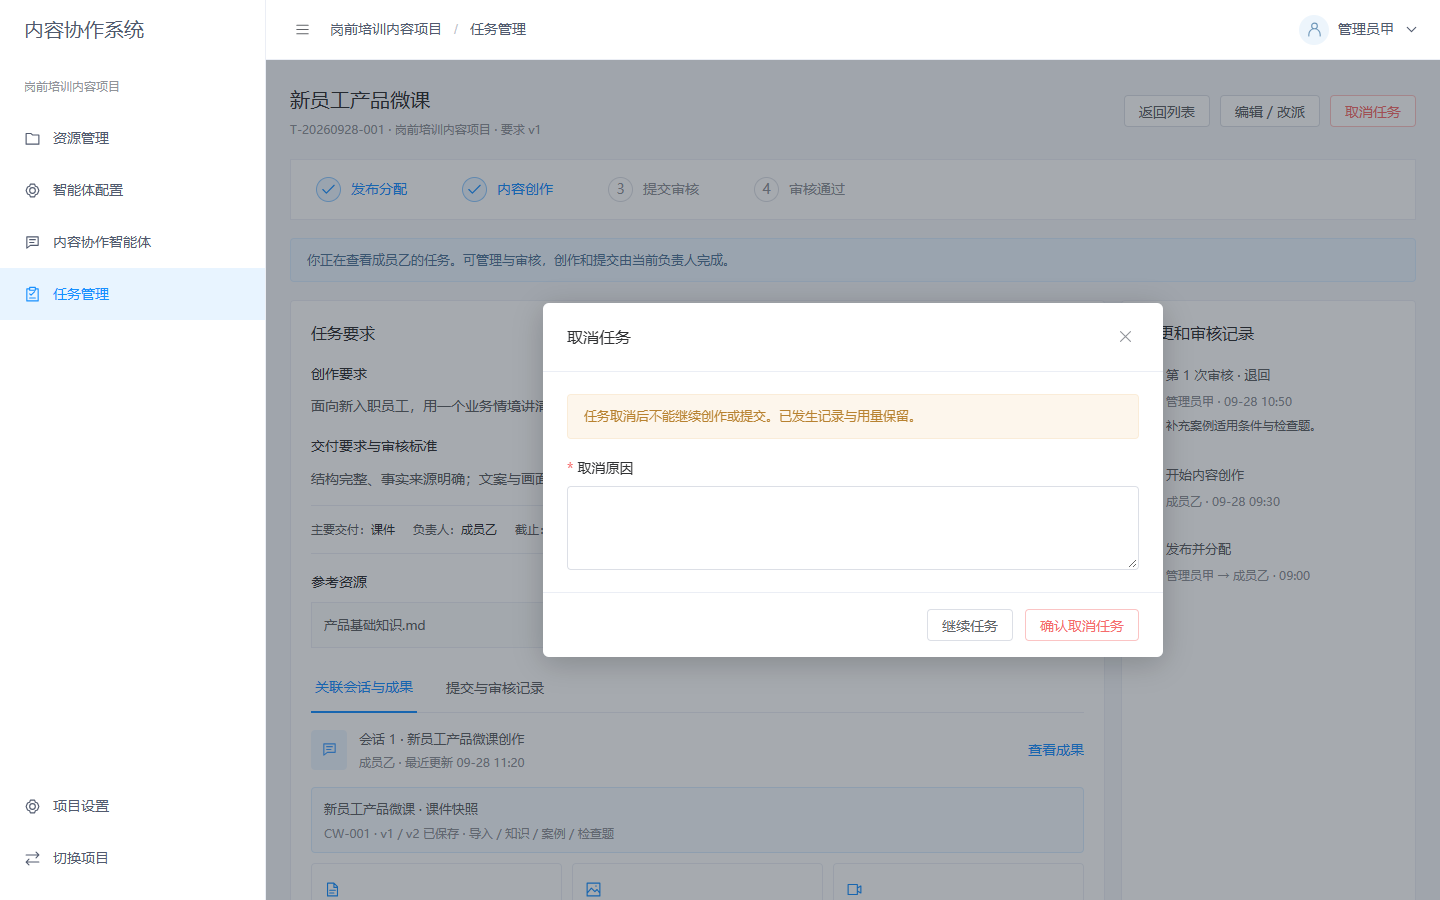 内容协作系统
岗前培训内容项目
资源管理
智能体配置
内容协作智能体
任务管理
项目设置
切换项目
岗前培训内容项目 / 任务管理
管理员甲
新员工产品微课
T-20260928-001 · 岗前培训内容项目 · 要求 v1
返回列表
编辑 / 改派
取消任务
发布分配
内容创作
3 提交审核
4 审核通过
你正在查看成员乙的任务。可管理与审核，创作和提交由当前负责人完成。
任务要求
创作要求
面向新入职员工，用一个业务情境讲
交付要求与审核标准
结构完整、事实来源明确；文案与画面
主要交付：课件 负责人：成员乙 截止：
参考资源
产品基础知识.md
取消任务
任务取消后不能继续创作或提交。已发生记录与用量保留。
* 取消原因
继续任务
确认取消任务
更和审核记录
第 1 次审核 · 退回
管理员甲 · 09-28 10:50
补充案例适用条件与检查题。
开始内容创作
成员乙 · 09-28 09:30
发布并分配
管理员甲 → 成员乙 · 09:00
关联会话与成果
提交与审核记录
会话 1 · 新员工产品微课创作
成员乙 · 最近更新 09-28 11:20
查看成果
新员工产品微课 · 课件快照
CW-001 · v1 / v2 已保存 · 导入 / 知识 / 案例 / 检查题